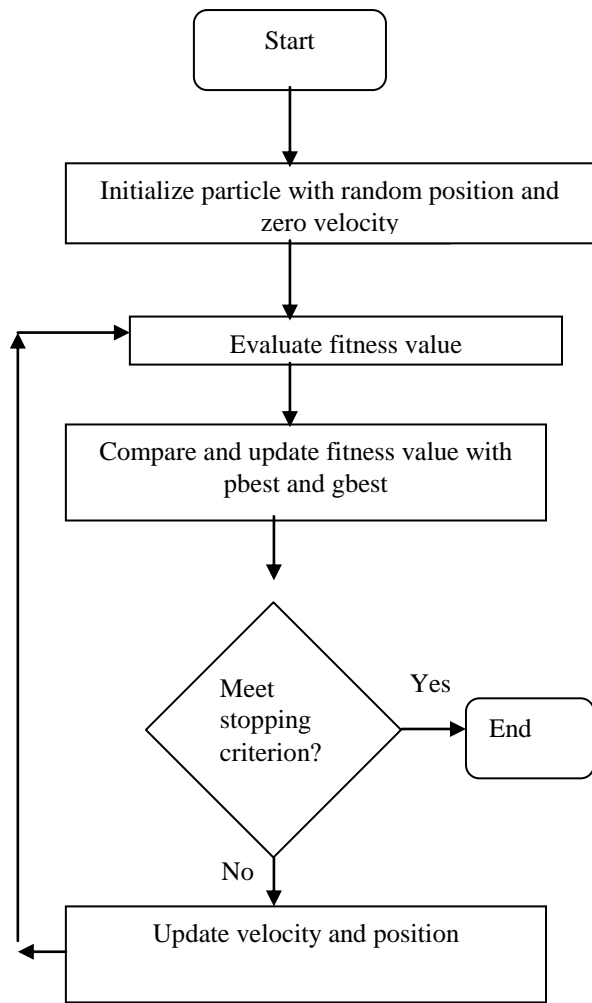 Start
Initialize particle with random position and
zero velocity
Evaluate fitness value
Compare and update fitness value with
pbest and gbest
Meet
stopping
criterion?
Yes
End
No
Update velocity and position